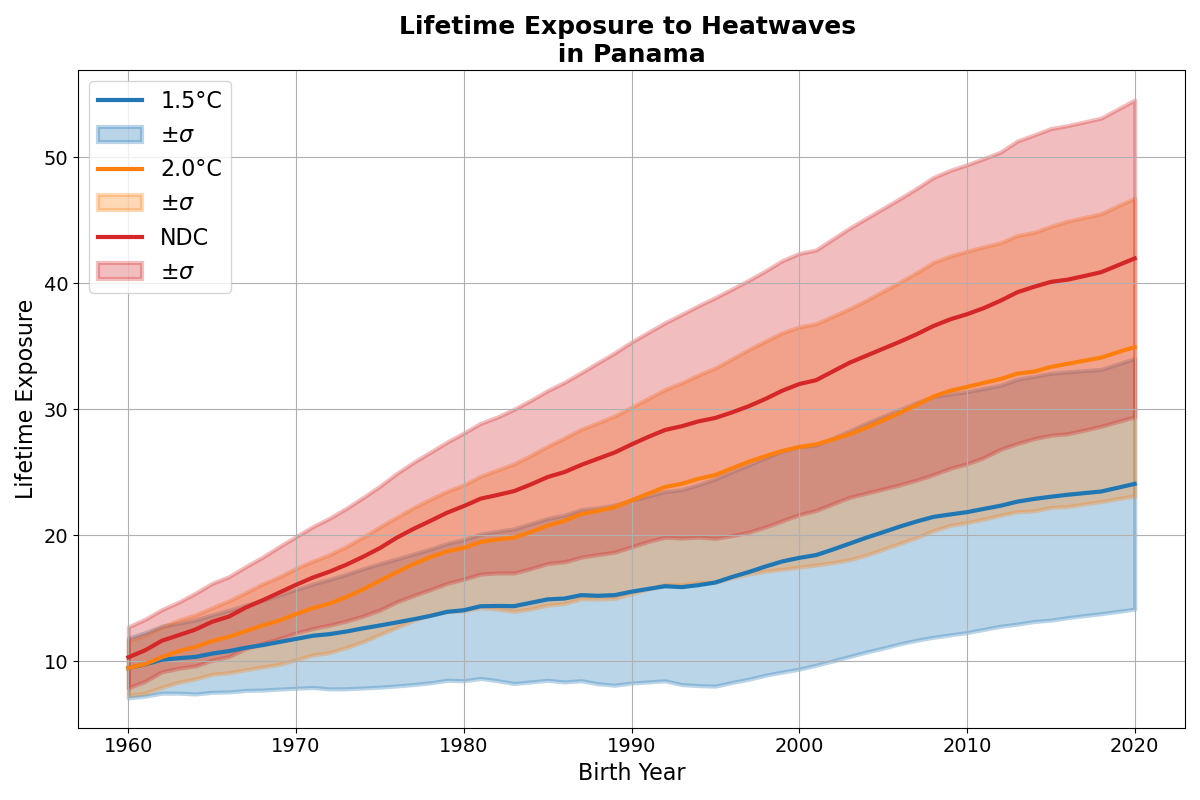 Lifetime Exposure to Heatwaves
in Panama
1.5°C
±σ
2.0°C
±σ
NDC
±σ
Lifetime Exposure
50
40
30
20
10
1960 1970 1980 1990 2000 2010 2020
Birth Year